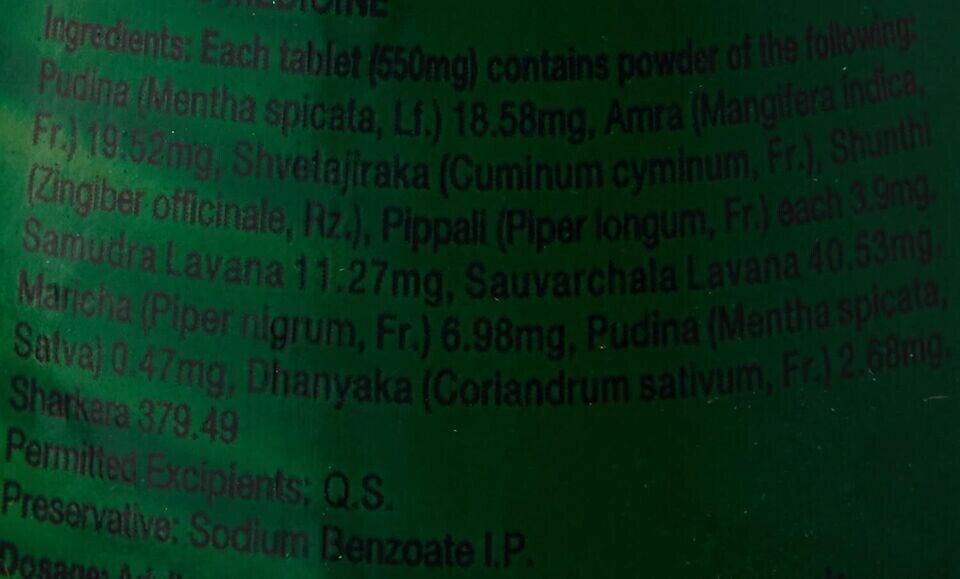 MEDICINE
Ingredients: Each tablet (550mg) contains powder of the following:
Pudina (Mentha spicata, Lf.) 18.58mg, Amra (Mangifera indica,
Fr.) 19.52mg, Shvetajiraka (Cuminum cyminum, Fr.), Shunthi
(Zingiber officinale, Rz.), Pippali (Piper longum, Fr.) each 3.9mg,
Samudra Lavana 11.27mg, Sauvarchala Lavana 40.53mg,
Maricha (Piper nigrum, Fr.) 6.98mg, Pudina (Mentha spicata,
Satva) 0.47mg, Dhanyaka (Coriandrum sativum, Fr.) 2.68mg.
Sharkara 379.49
Permitted Excipients: Q.S.
Preservative: Sodium Benzoate I.P.
Dosage: